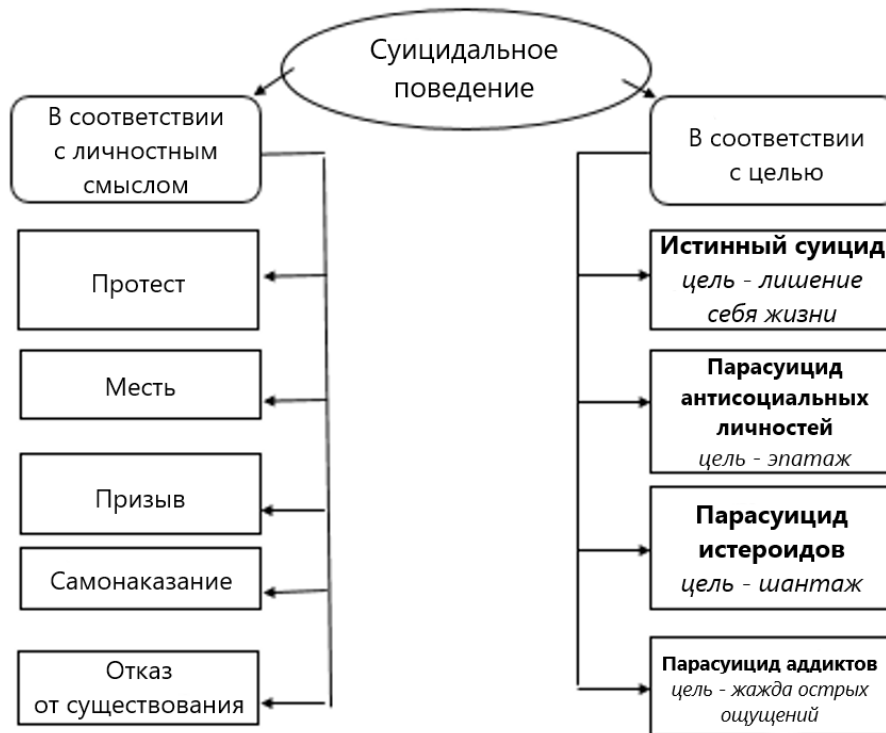 Суицидальное
поведение
В соответствии
с личностным
смыслом
Протест
Месть
Призыв
Самонаказание
Отказ
от существования
В соответствии
с целью
Истинный суицид
цель - лишение
себя жизни
Парасуицид
антисоциальных
личностей
цель - эпатаж
Парасуицид
истероидов
цель - шантаж
Парасуицид аддиктов
цель - жажда острых
ощущений